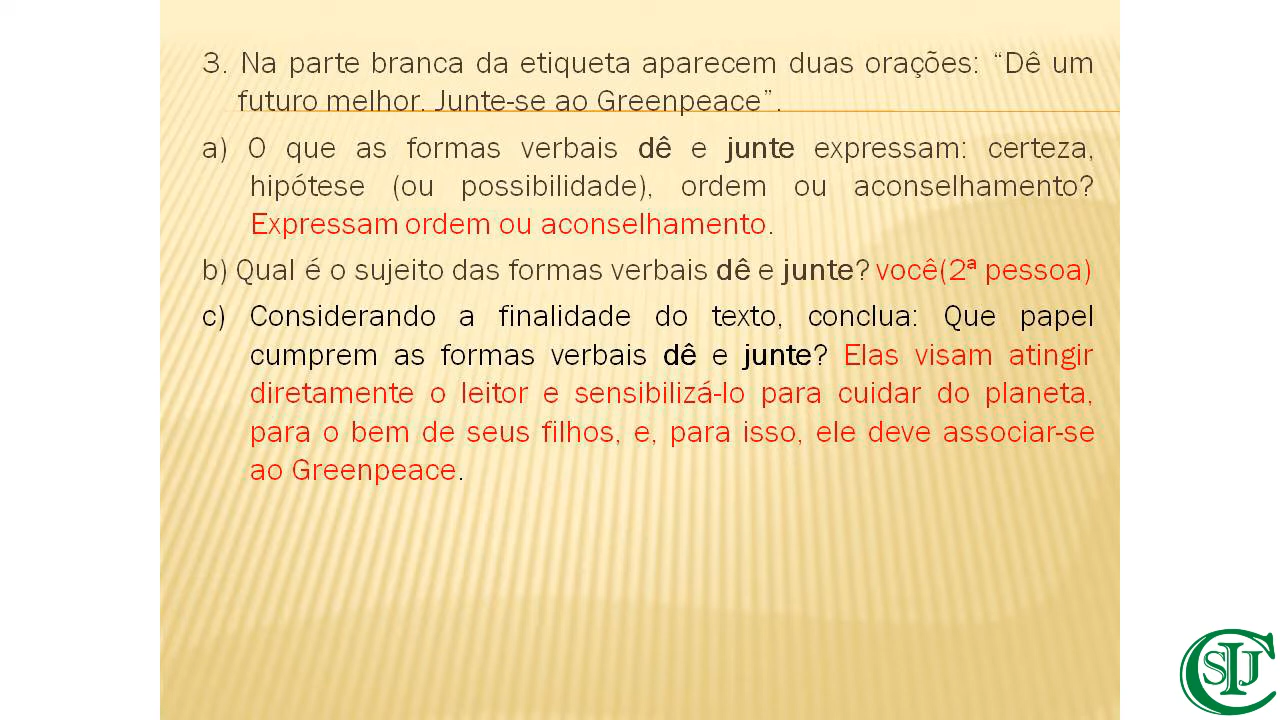 3. Na parte branca da etiqueta aparecem duas orações: “Dê um
futuro melhor. Junte-se ao Greenpeace”.
a) O que as formas verbais dê e junte expressam: certeza,
hipótese (ou possibilidade), ordem ou aconselhamento?
Expressam ordem ou aconselhamento.
b) Qual é o sujeito das formas verbais dê e junte? você(2ª pessoa)
c) Considerando a finalidade do texto, conclua: Que papel
cumprem as formas verbais dê e junte? Elas visam atingir
diretamente o leitor e sensibilizá-lo para cuidar do planeta,
para o bem de seus filhos, e, para isso, ele deve associar-se
ao Greenpeace.
CSIJ